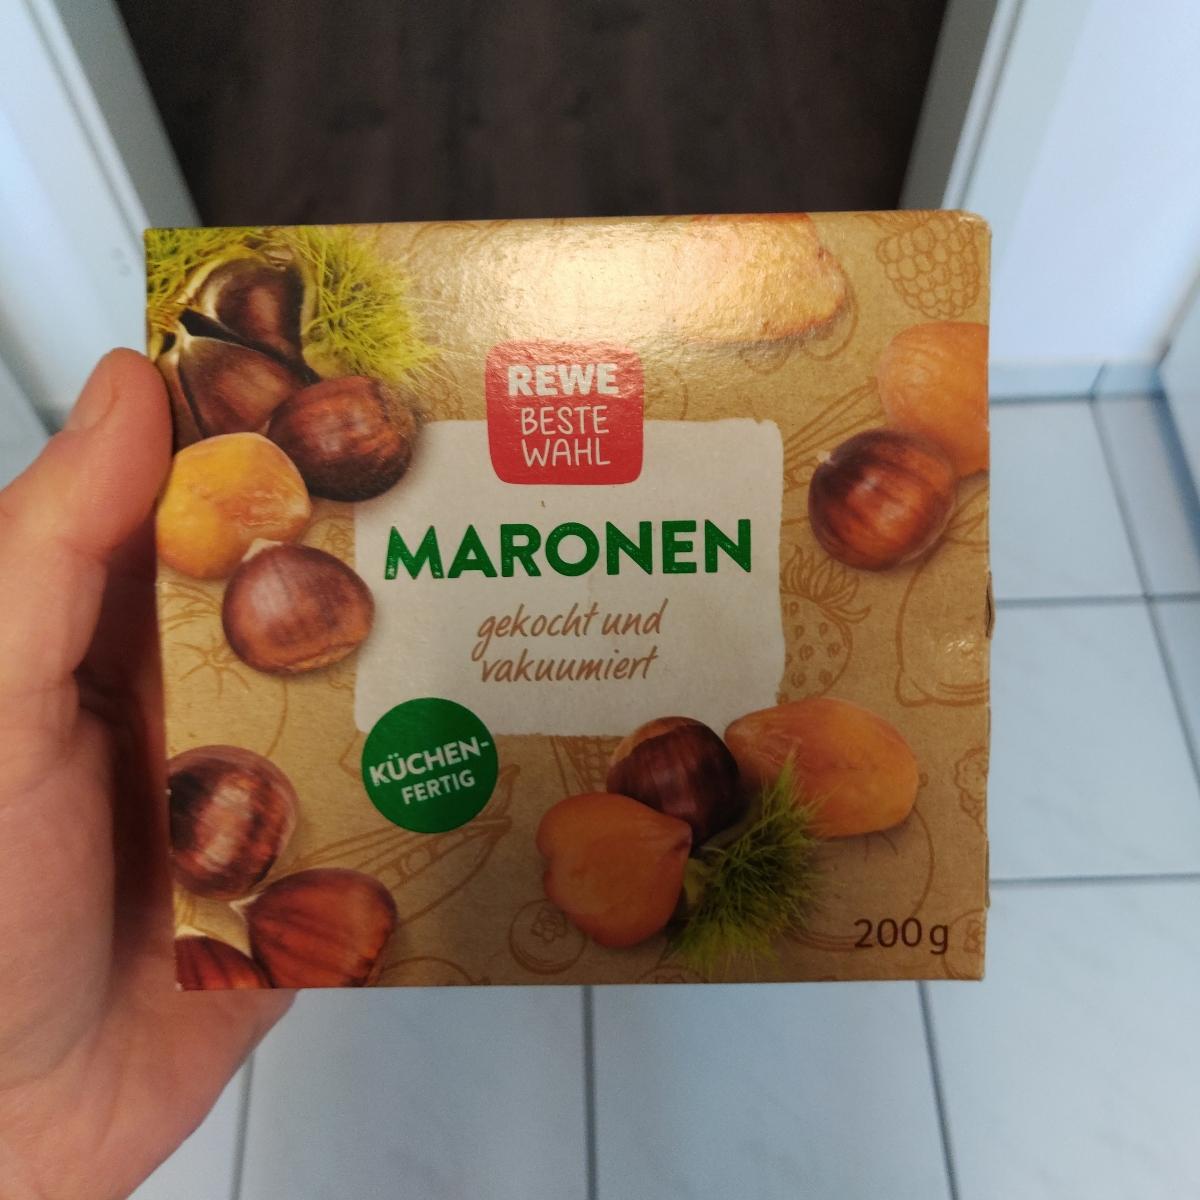 REWE
BESTE
WAHL
MARONEN
gekocht und
vakuumiert
KÜCHEN-
FERTIG
200g